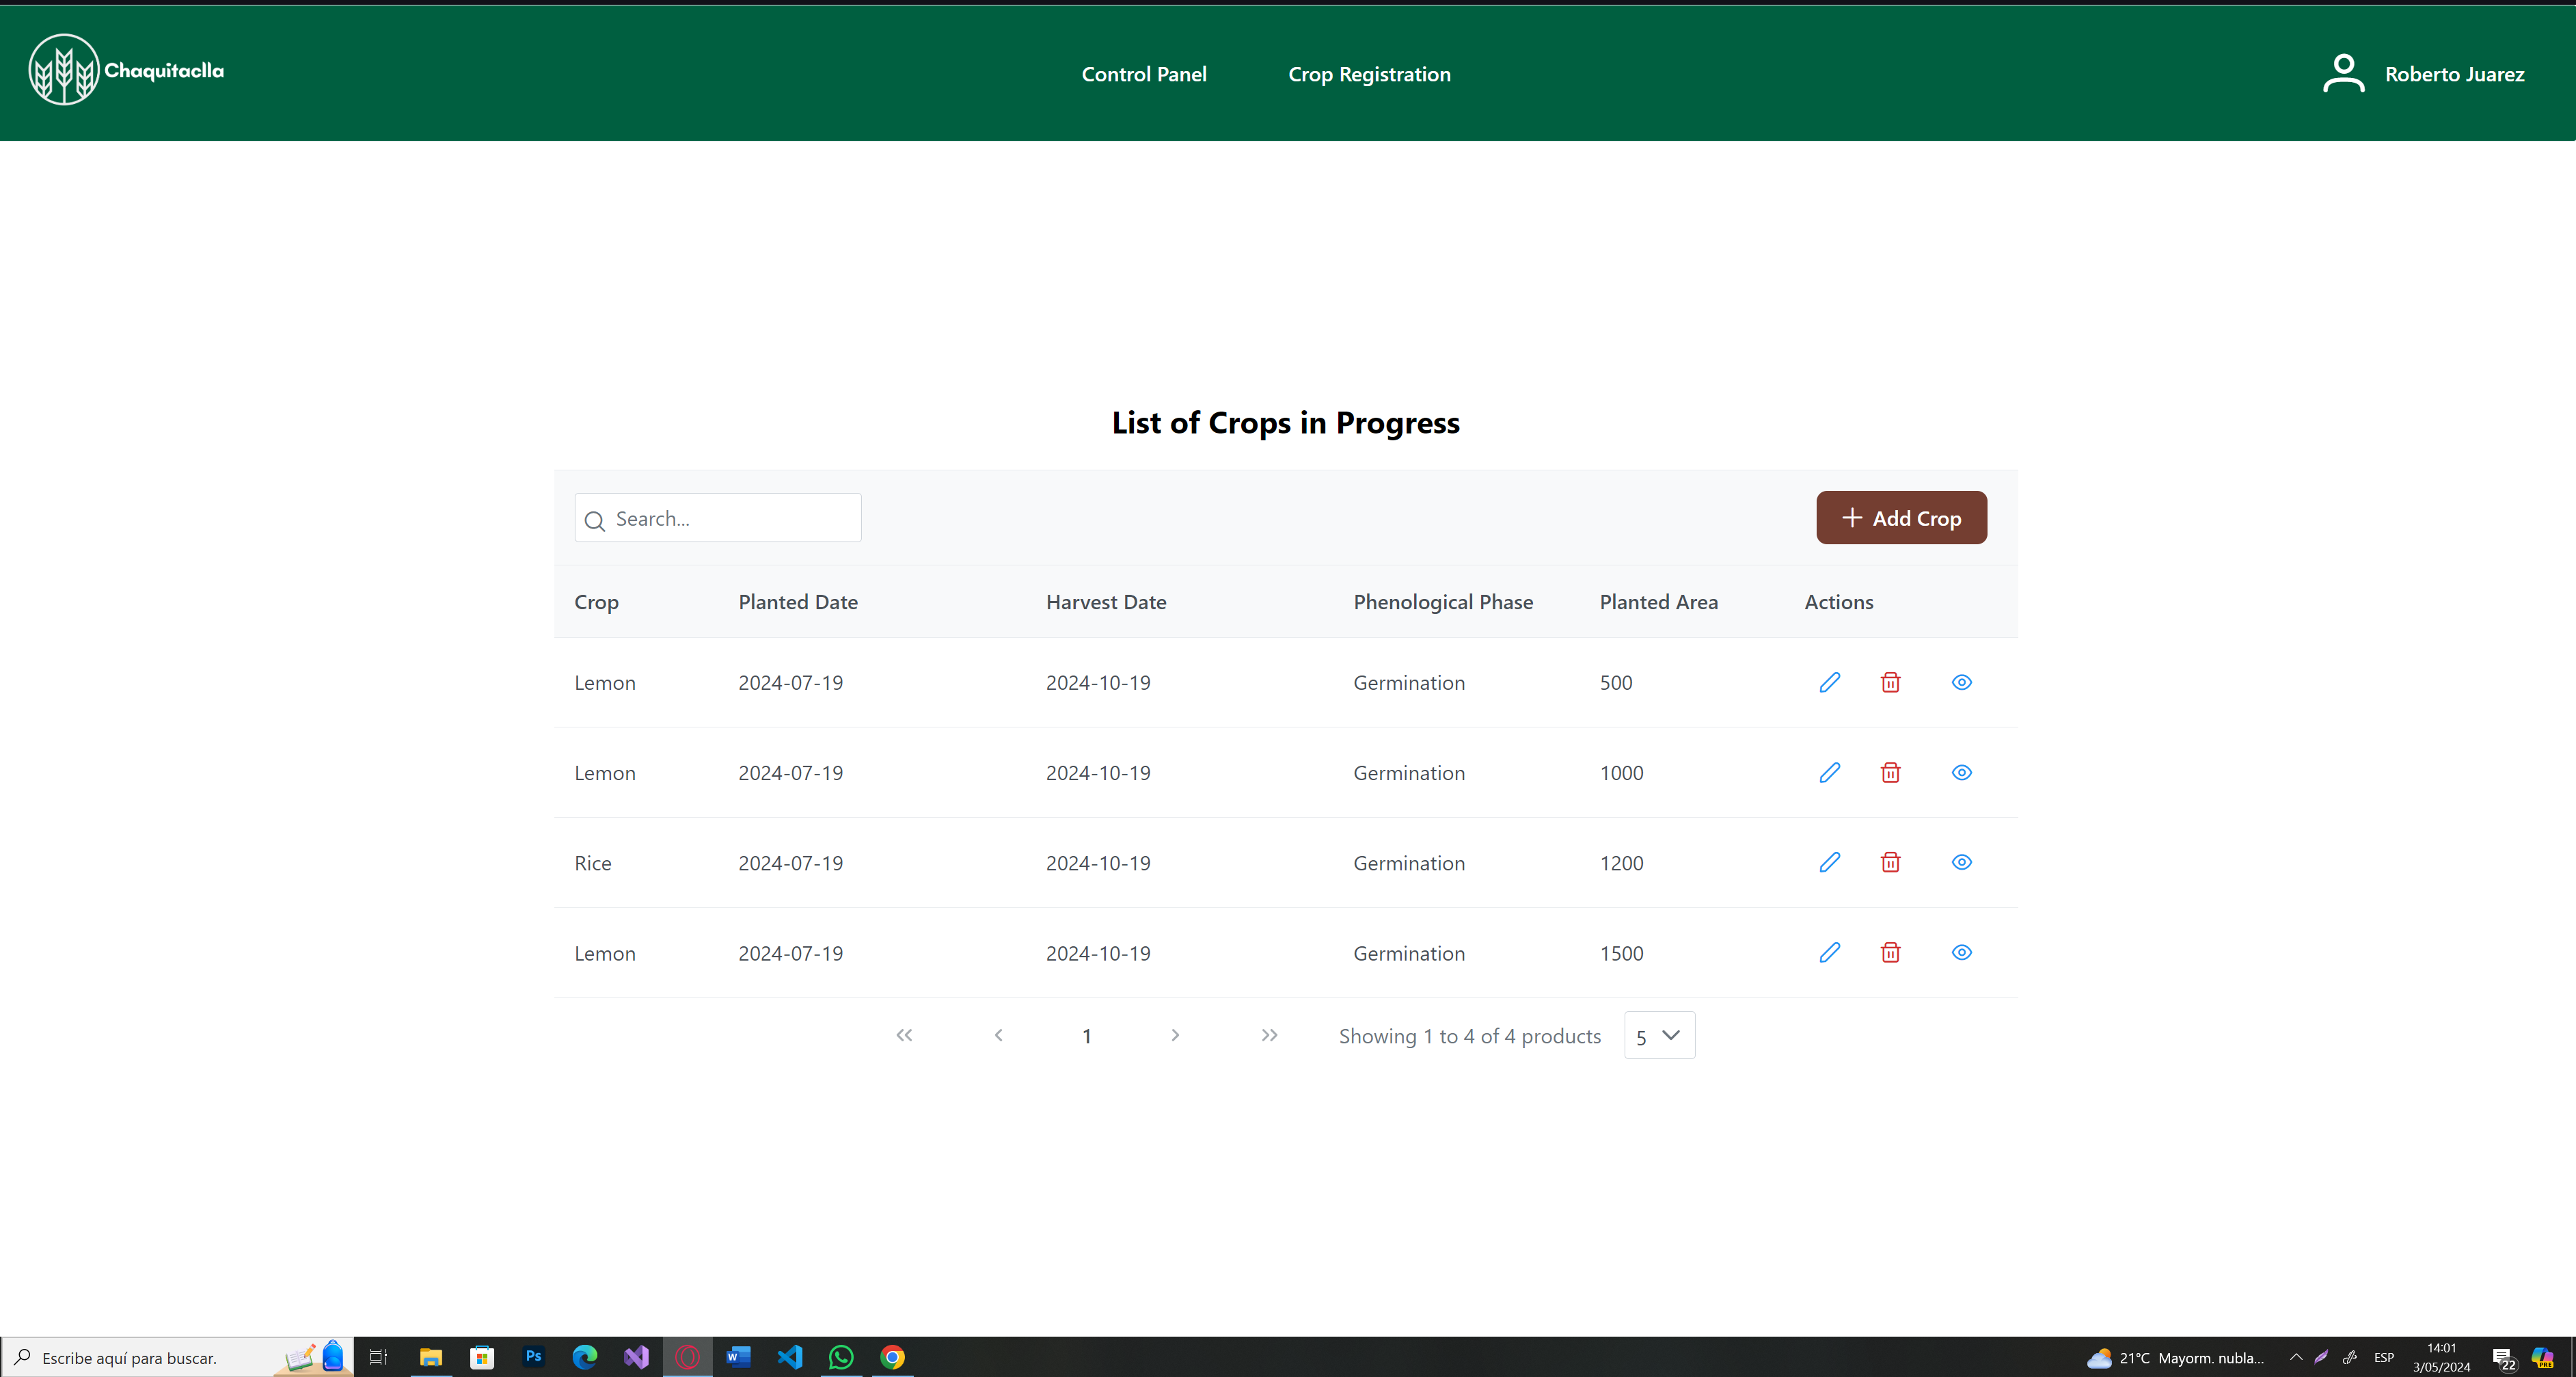 Chaquitaclla
Control Panel Crop Registration
Roberto Juarez
List of Crops in Progress
Search...
Add Crop
Crop Planted Date Harvest Date Phenological Phase Planted Area Actions
Lemon 2024-07-19 2024-10-19 Germination 500
Lemon 2024-07-19 2024-10-19 Germination 1000
Rice 2024-07-19 2024-10-19 Germination 1200
Lemon 2024-07-19 2024-10-19 Germination 1500
« ‹ 1 › » Showing 1 to 4 of 4 products 5
Escribe aquí para buscar.
Ps
W
21°C Mayorm. nubla...
ESP
14:01
3/05/2024
22
PRE